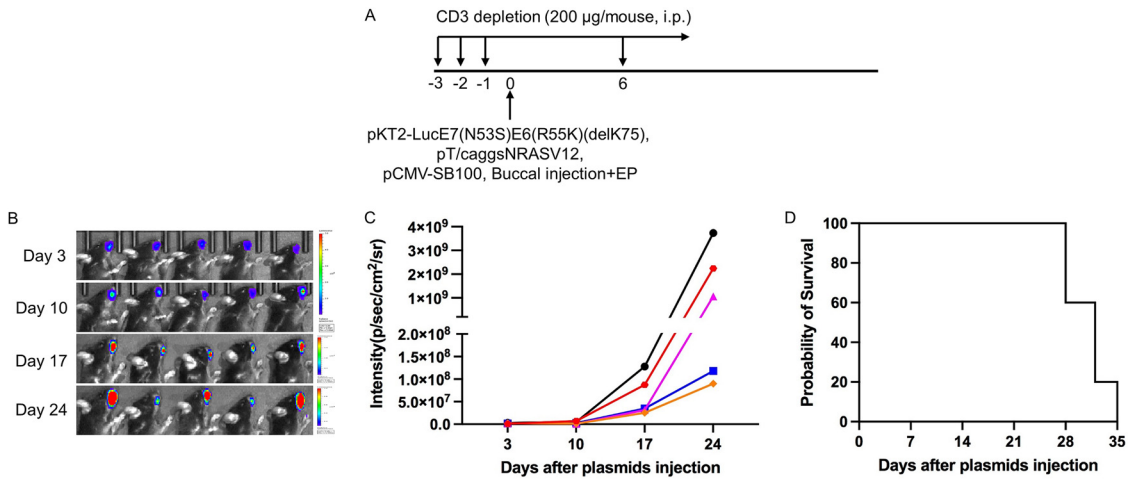 A
CD3 depletion (200 µg/mouse, i.p.)
-3 -2 -1 0 6
pKT2-LucE7(N53S)E6(R55K)(delK75),
pT/caggsNRASV12,
pCMV-SB100, Buccal injection+EP
B
Day 3
Day 10
Day 17
Day 24
C
Intensity(p/sec/cm2/sr)
4×10⁹
3×10⁹
2×10⁹
1×10⁹
2.0×10⁸
1.5×10⁸
1.0×10⁸
5.0×10⁷
0.0
3 10 17 24
Days after plasmids injection
D
Probability of Survival
100
80
60
40
20
0
0 7 14 21 28 35
Days after plasmids injection